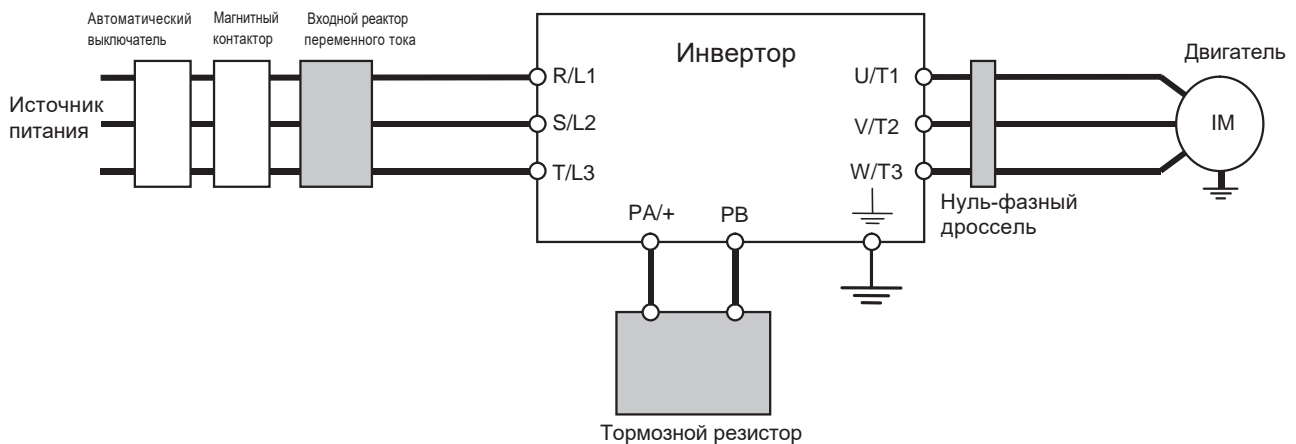 Автоматический
выключатель
Магнитный
контактор
Входной реактор
переменного тока
Инвертор
Двигатель
Источник
питания
R/L1
S/L2
T/L3
U/T1
V/T2
W/T3
IM
PA/+
PB
Нуль-фазный
дроссель
Тормозной резистор